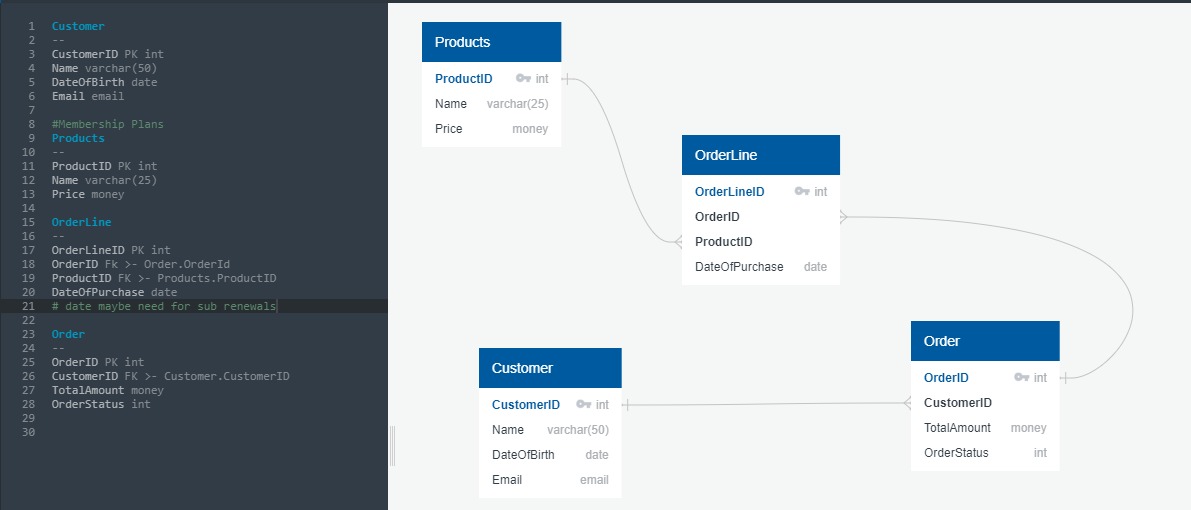 1 Customer
2 --
3 CustomerID PK int
4 Name varchar(50)
5 DateOfBirth date
6 Email email
7
8 #Membership Plans
9 Products
10 --
11 ProductID PK int
12 Name varchar(25)
13 Price money
14
15 OrderLine
16 --
17 OrderLineID PK int
18 OrderID Fk >- Order.OrderId
19 ProductID FK >- Products.ProductID
20 DateOfPurchase date
21 # date maybe need for sub renewals
22
23 Order
24 --
25 OrderID PK int
26 CustomerID FK >- Customer.CustomerID
27 TotalAmount money
28 OrderStatus int
29
30
Products
ProductID int
Name varchar(25)
Price money
OrderLine
OrderLineID int
OrderID
ProductID
DateOfPurchase date
Customer
CustomerID int
Name varchar(50)
DateOfBirth date
Email email
Order
OrderID int
CustomerID
TotalAmount money
OrderStatus int